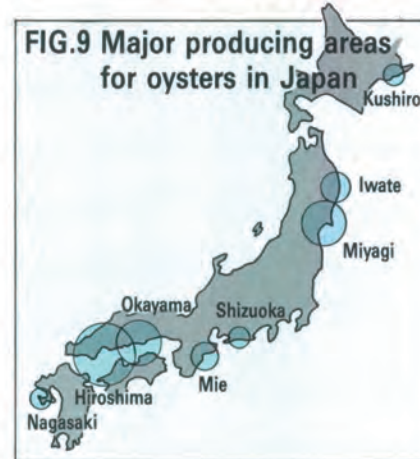 FIG.9 Major producing areas
for oysters in Japan
Kushiro
Iwate
Miyagi
Okayama
Shizuoka
Hiroshima
Mie
Nagasaki